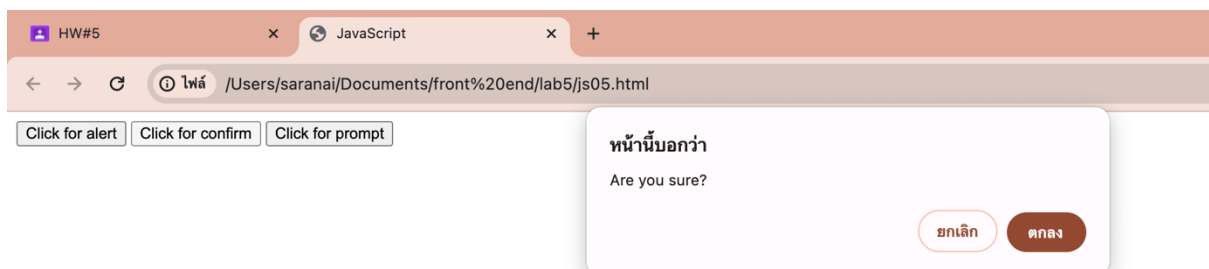 HW#5
JavaScript
ไฟล์ /Users/saranai/Documents/front%20end/lab5/js05.html
Click for alert Click for confirm Click for prompt
หน้านี้บอกว่า
Are you sure?
ยกเลิก ตกลง